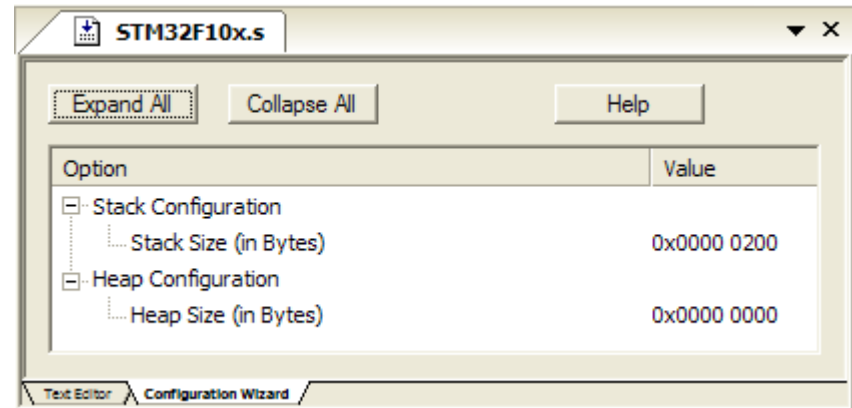 STM32F10x.s
Expand All Collapse All Help
Option Value
Stack Configuration
Stack Size (in Bytes) 0x0000 0200
Heap Configuration
Heap Size (in Bytes) 0x0000 0000
Text Editor Configuration Wizard